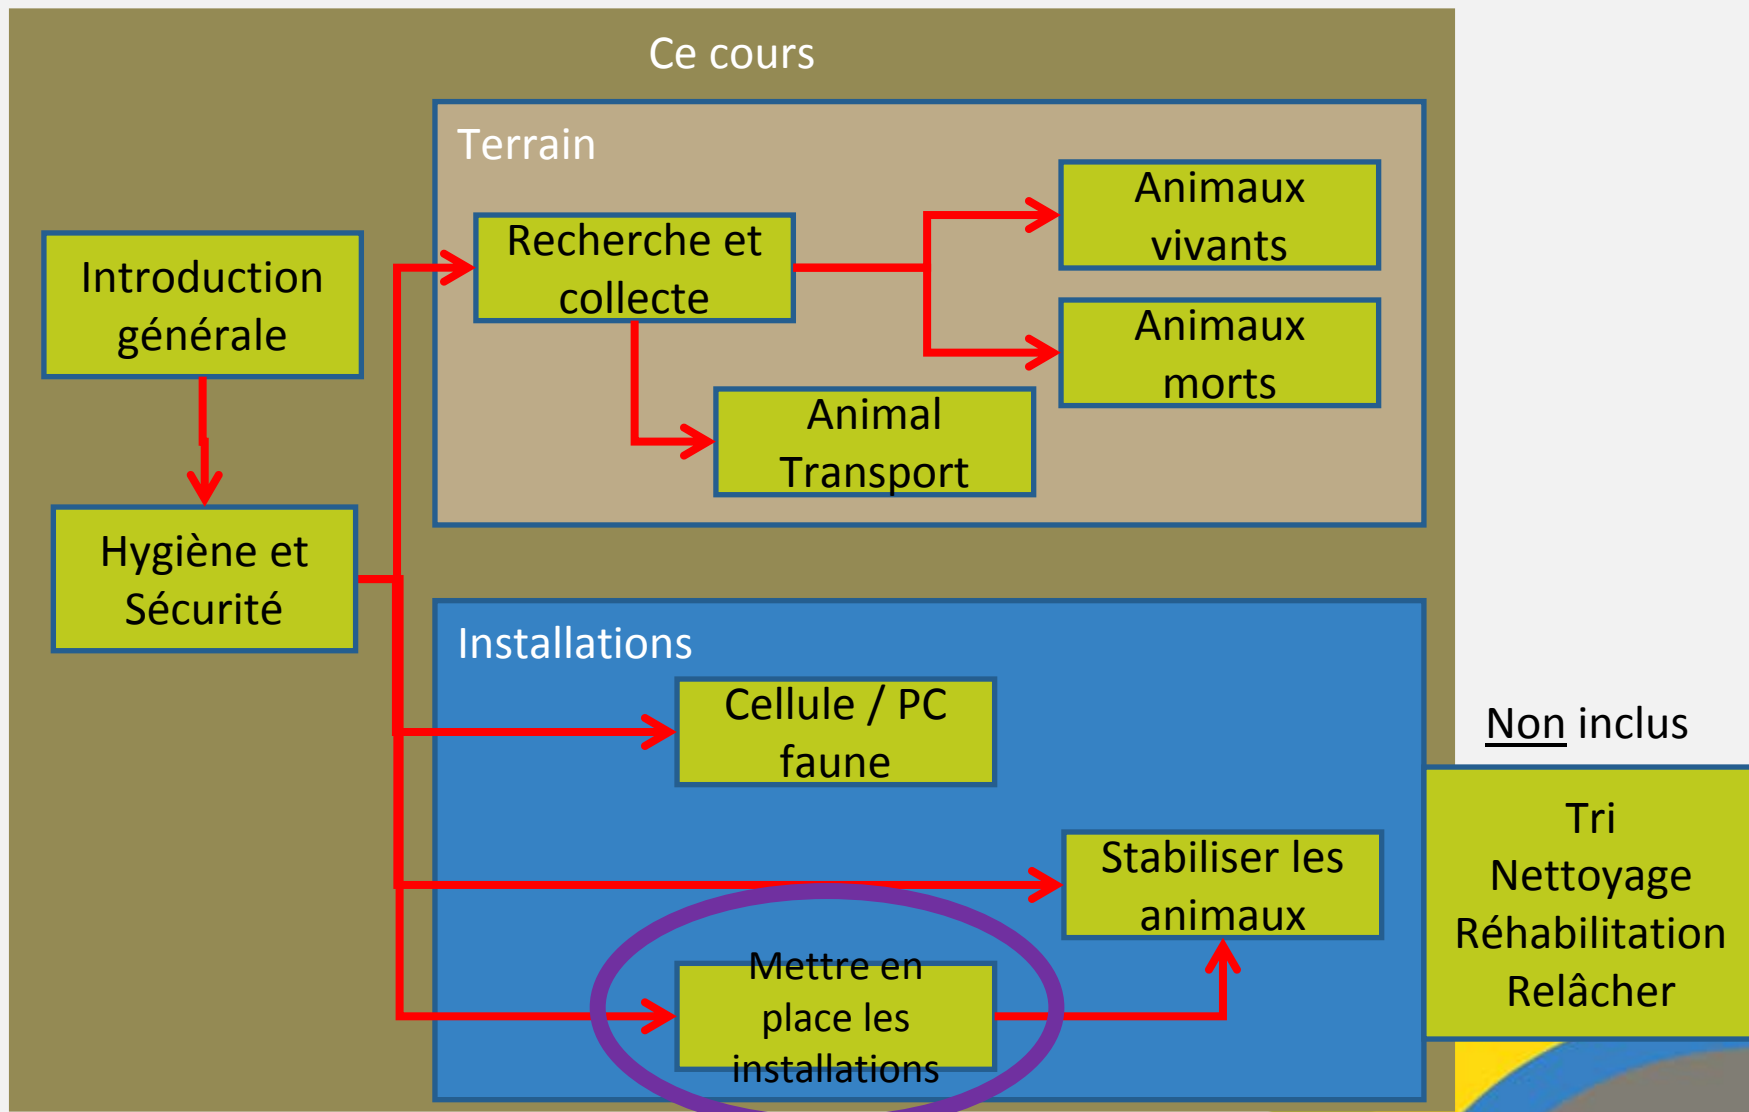 Ce cours
Terrain
Introduction
générale
Hygiène et
Sécurité
Recherche et
collecte
Animaux
vivants
Animaux
morts
Animal
Transport
Installations
Cellule / PC
faune
Stabiliser les
animaux
Mettre en
place les
installations
Non inclus
Tri
Nettoyage
Réhabilitation
Relâcher